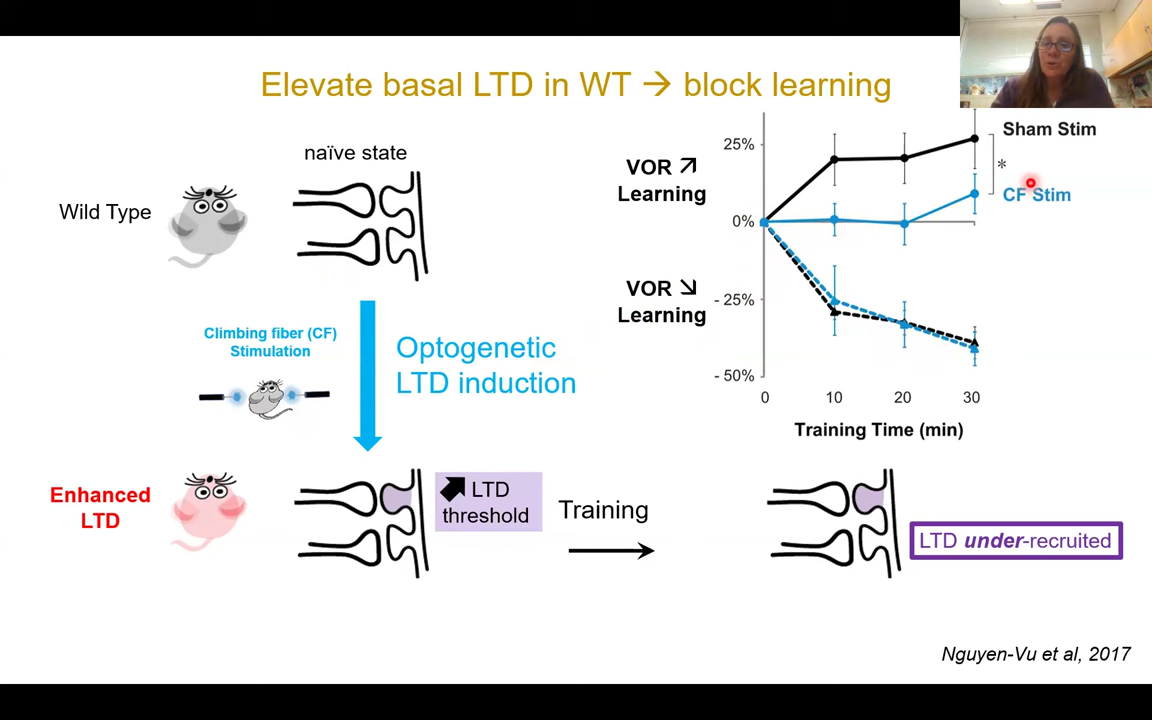 Elevate basal LTD in WT → block learning
naïve state
Wild Type
Climbing fiber (CF)
Stimulation
Optogenetic
LTD induction
Enhanced
LTD
LTD
threshold
Training
LTD under-recruited
VOR ↗
Learning
VOR ↘
Learning
25%
0%
- 25%
- 50%
0 10 20 30
Training Time (min)
Sham Stim
*
CF Stim
Nguyen-Vu et al, 2017